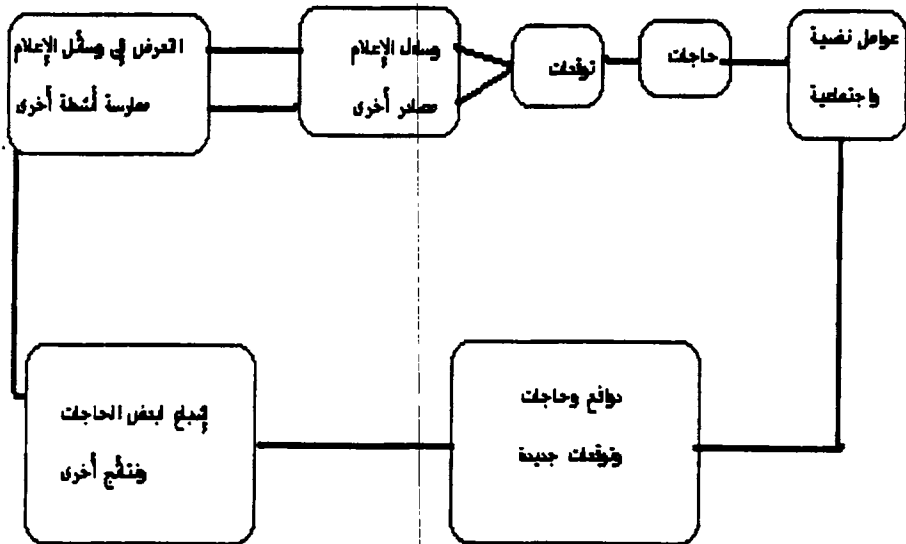 عوامل نفسية
واجتماعية
حاجات
توقعات
وسائل الإعلام
مصادر أخرى
التعرض إلى وسائل الإعلام
ممارسة أنشطة أخرى
إشباع لبعض الحاجات
ونتائج أخرى
دوافع وحاجات
وتوقعات جديدة